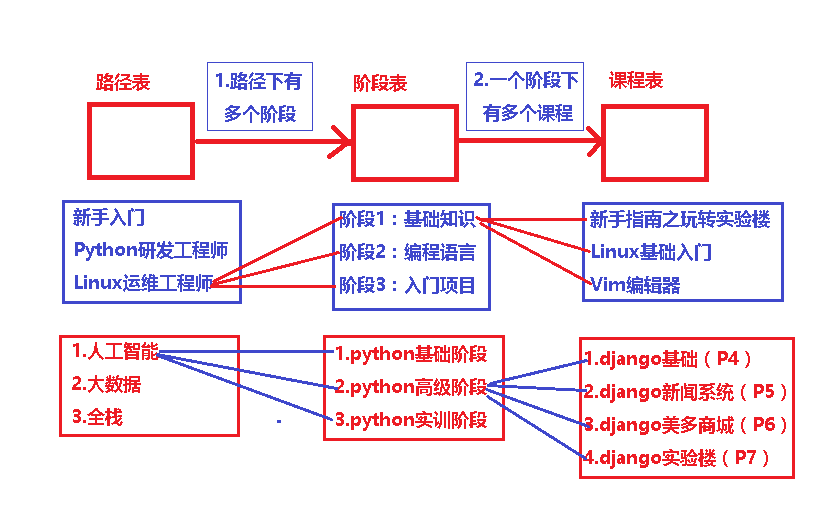 路径表
1.路径下有
多个阶段
阶段表
2.一个阶段下
有多个课程
课程表
新手入门
Python研发工程师
Linux运维工程师
阶段1：基础知识
阶段2：编程语言
阶段3：入门项目
新手指南之玩转实验楼
Linux基础入门
Vim编辑器
1.人工智能
2.大数据
3.全栈
1.python基础阶段
2.python高级阶段
3.python实训阶段
1.django基础（P4）
2.django新闻系统（P5）
3.django美多商城（P6）
4.django实验楼（P7）